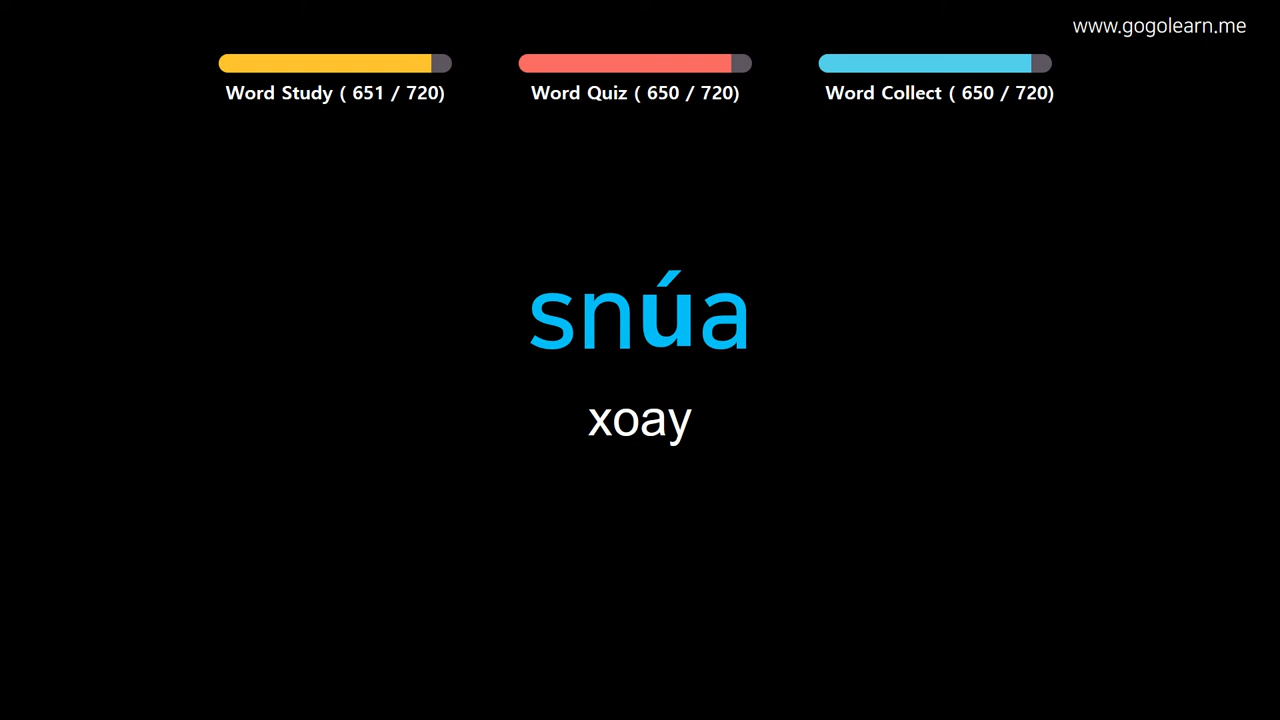 www.gogolearn.me
Word Study ( 651 / 720)
Word Quiz ( 650 / 720)
Word Collect ( 650 / 720)
snúa
xoay